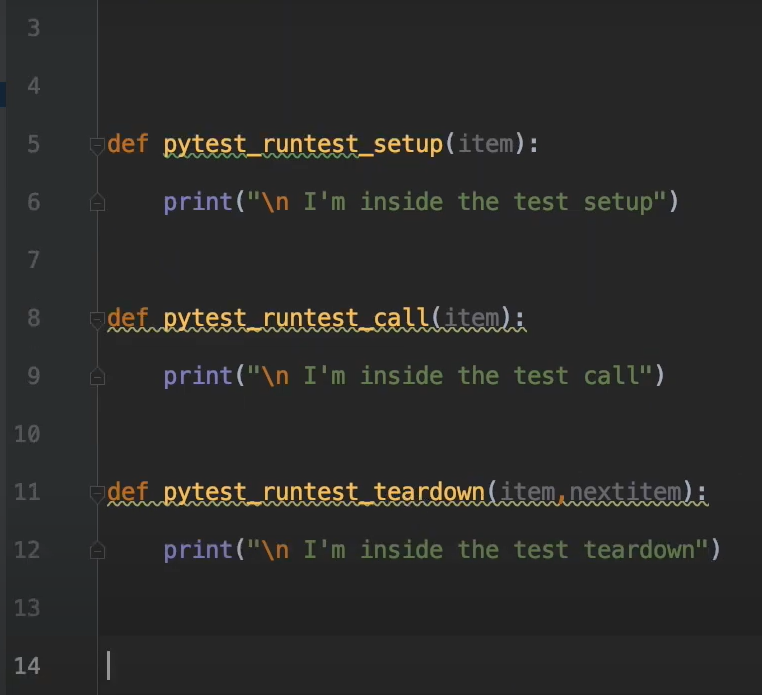 3
4
5 def pytest_runtest_setup(item):
6     print("\n I'm inside the test setup")
7
8 def pytest_runtest_call(item):
9     print("\n I'm inside the test call")
10
11 def pytest_runtest_teardown(item,nextitem):
12     print("\n I'm inside the test teardown")
13
14